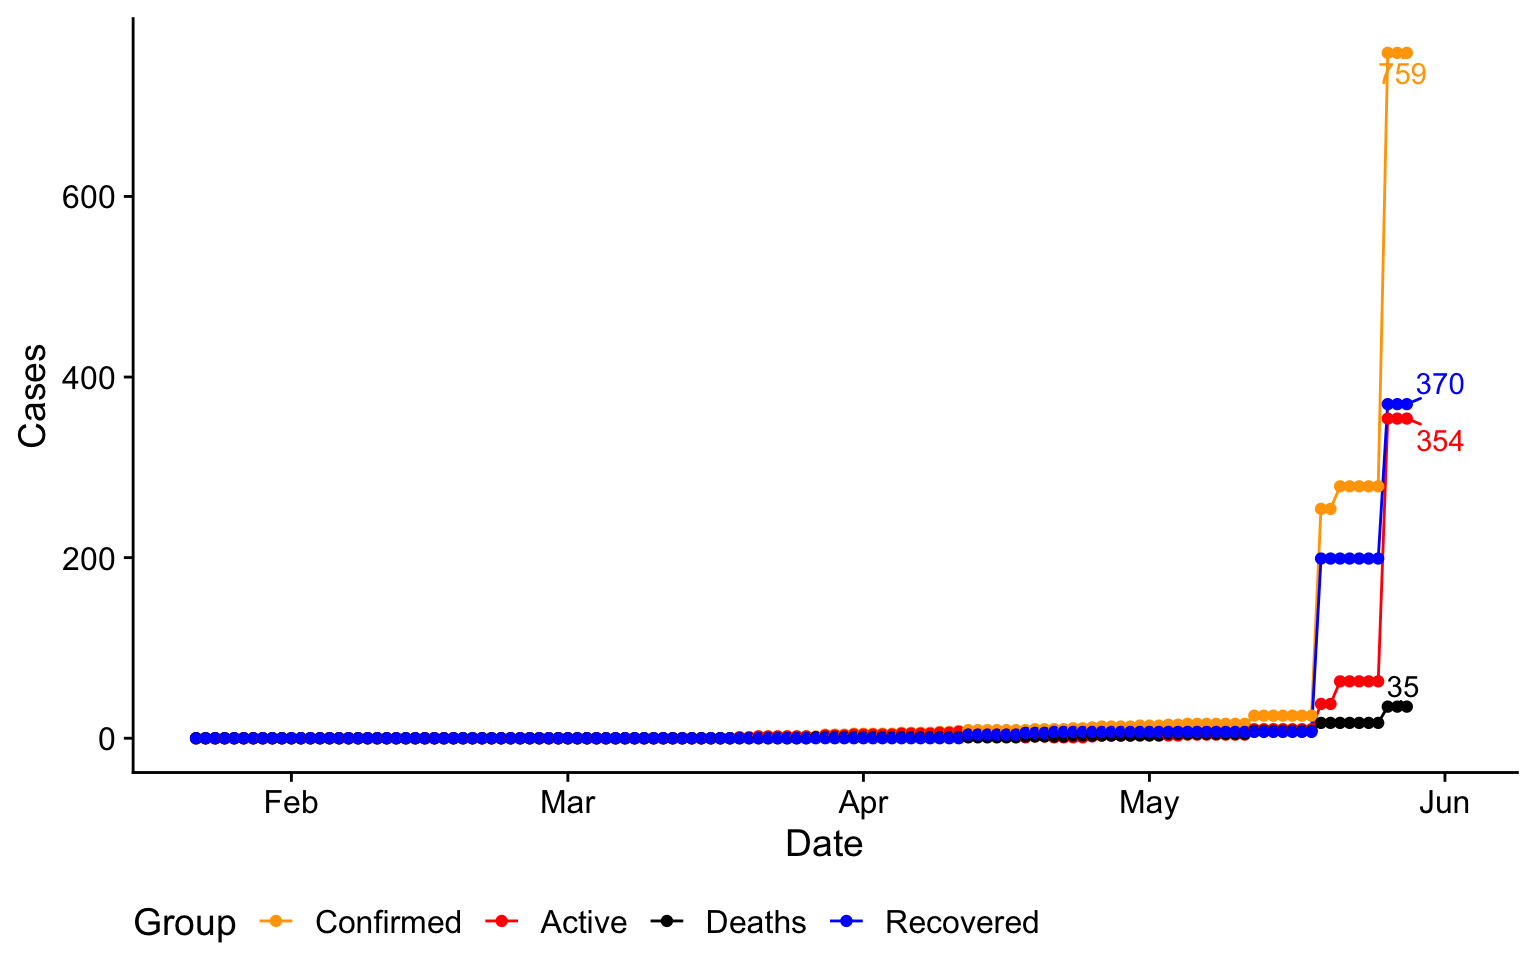 759
600
400
370
354
200
35
0
Cases
Feb Mar Apr May Jun
Date
Group Confirmed Active Deaths Recovered